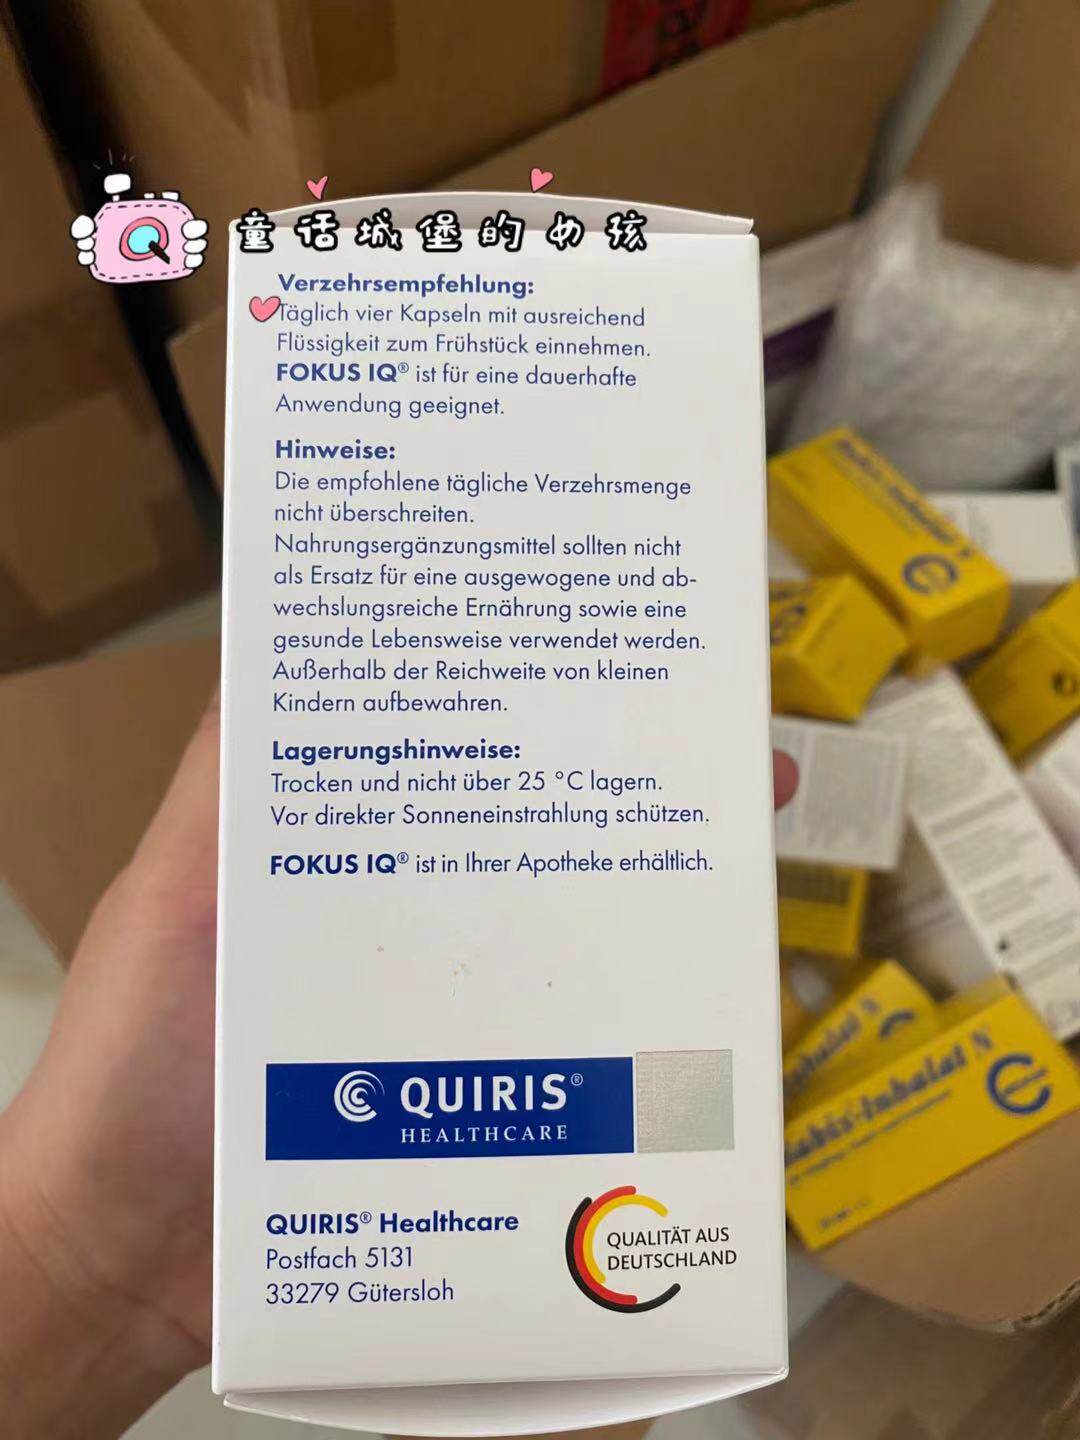 童话城堡的女孩
Verzehrsempfehlung:
Täglich vier Kapseln mit ausreichend
Flüssigkeit zum Frühstück einnehmen.
FOKUS IQ® ist für eine dauerhafte
Anwendung geeignet.
Hinweise:
Die empfohlene tägliche Verzehrsmenge
nicht überschreiten.
Nahrungsergänzungsmittel sollten nicht
als Ersatz für eine ausgewogene und ab-
wechslungsreiche Ernährung sowie eine
gesunde Lebensweise verwendet werden.
Außerhalb der Reichweite von kleinen
Kindern aufbewahren.
Lagerungshinweise:
Trocken und nicht über 25 °C lagern.
Vor direkter Sonneneinstrahlung schützen.
FOKUS IQ® ist in Ihrer Apotheke erhältlich.
QUIRIS®
HEALTHCARE
QUIRIS® Healthcare
Postfach 5131
33279 Gütersloh
QUALITÄT AUS
DEUTSCHLAND
Babix-Inhalat N